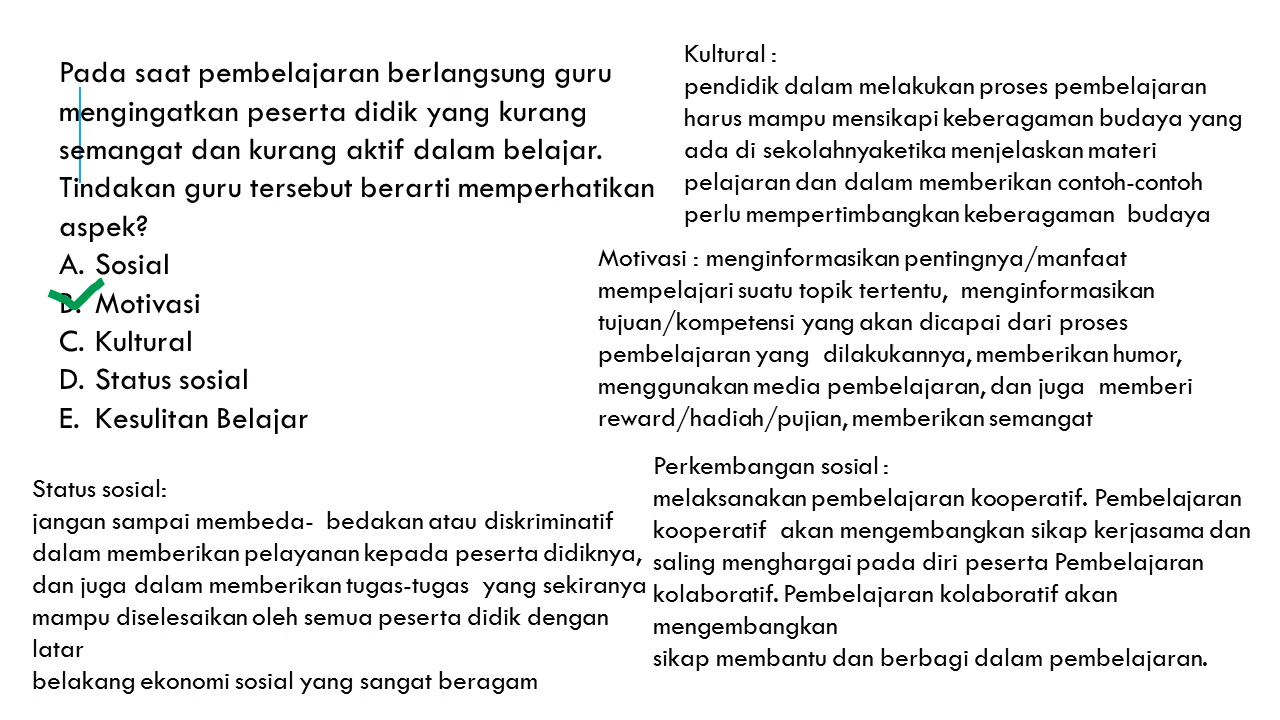 Pada saat pembelajaran berlangsung guru
mengingatkan peserta didik yang kurang
semangat dan kurang aktif dalam belajar.
Tindakan guru tersebut berarti memperhatikan
aspek?
A. Sosial
B. Motivasi
C. Kultural
D. Status sosial
E. Kesulitan Belajar
Kultural :
pendidik dalam melakukan proses pembelajaran
harus mampu mensikapi keberagaman budaya yang
ada di sekolahnyaketika menjelaskan materi
pelajaran dan dalam memberikan contoh-contoh
perlu mempertimbangkan keberagaman budaya
Motivasi : menginformasikan pentingnya/manfaat
mempelajari suatu topik tertentu, menginformasikan
tujuan/kompetensi yang akan dicapai dari proses
pembelajaran yang dilakukannya, memberikan humor,
menggunakan media pembelajaran, dan juga memberi
reward/hadiah/pujian, memberikan semangat
Status sosial:
jangan sampai membeda- bedakan atau diskriminatif
dalam memberikan pelayanan kepada peserta didiknya,
dan juga dalam memberikan tugas-tugas yang sekiranya
mampu diselesaikan oleh semua peserta didik dengan
latar
belakang ekonomi sosial yang sangat beragam
Perkembangan sosial :
melaksanakan pembelajaran kooperatif. Pembelajaran
kooperatif akan mengembangkan sikap kerjasama dan
saling menghargai pada diri peserta Pembelajaran
kolaboratif. Pembelajaran kolaboratif akan
mengembangkan
sikap membantu dan berbagi dalam pembelajaran.